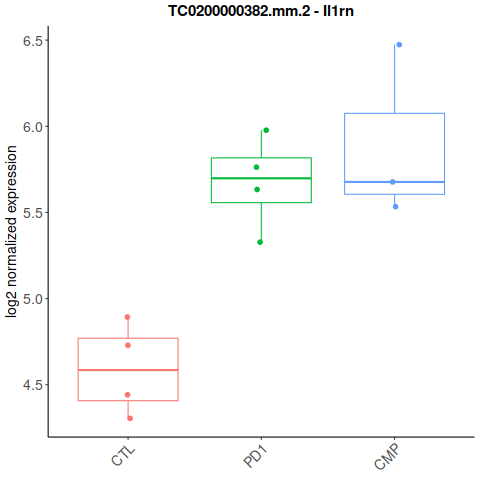 TC0200000382.mm.2 - Il1rn
log2 normalized expression
6.5
6.0
5.5
5.0
4.5
CTL
PD1
CMP